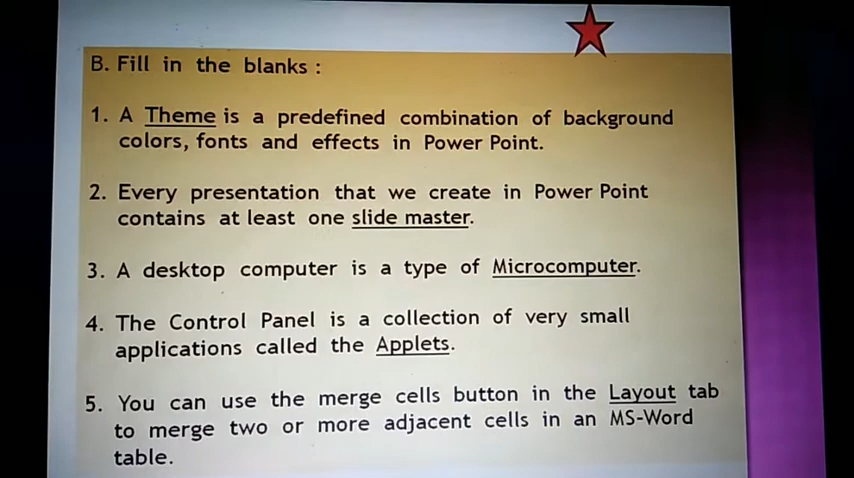 B. Fill in the blanks :
1. A Theme is a predefined combination of background
colors, fonts and effects in Power Point.
2. Every presentation that we create in Power Point
contains at least one slide master.
3. A desktop computer is a type of Microcomputer.
4. The Control Panel is a collection of very small
applications called the Applets.
5. You can use the merge cells button in the Layout tab
to merge two or more adjacent cells in an MS-Word
table.